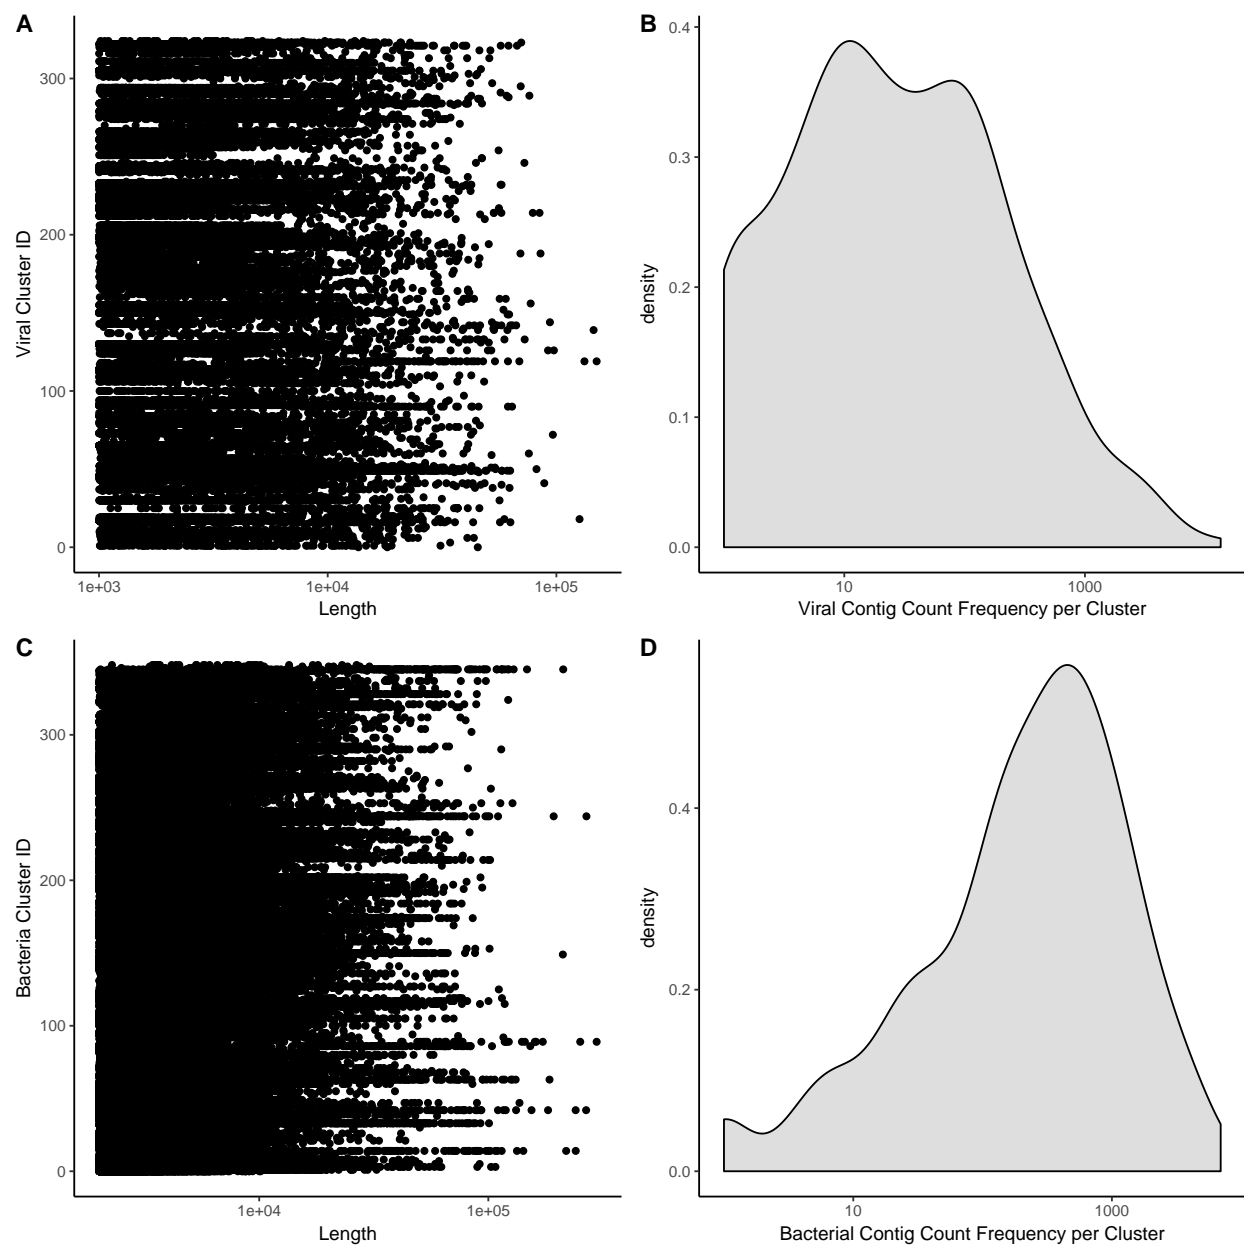 A
Viral Cluster ID
300
200
100
0
1e+03 1e+04 1e+05
Length
B
density
0.4
0.3
0.2
0.1
0.0
10 1000
Viral Contig Count Frequency per Cluster
C
Bacteria Cluster ID
300
200
100
0
1e+04 1e+05
Length
D
density
0.4
0.2
0.0
10 1000
Bacterial Contig Count Frequency per Cluster